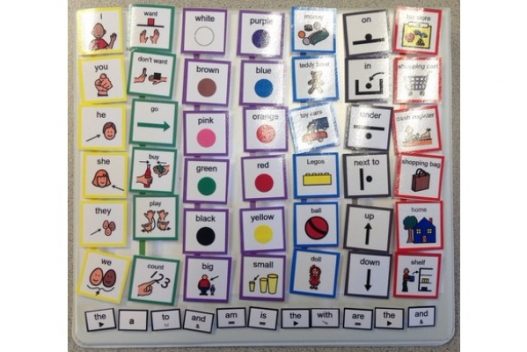 I
want
white
purple
money
on
toy store
you
don't want
brown
blue
teddy bear
in
shopping cart
he
go
pink
orange
toy cars
under
cash register
she
buy
green
red
Legos
next to
shopping bag
they
play
black
yellow
ball
up
home
we
count
123
big
small
doll
down
shelf
the
a
to
and
&
am
is
the
with
are
the
and
&